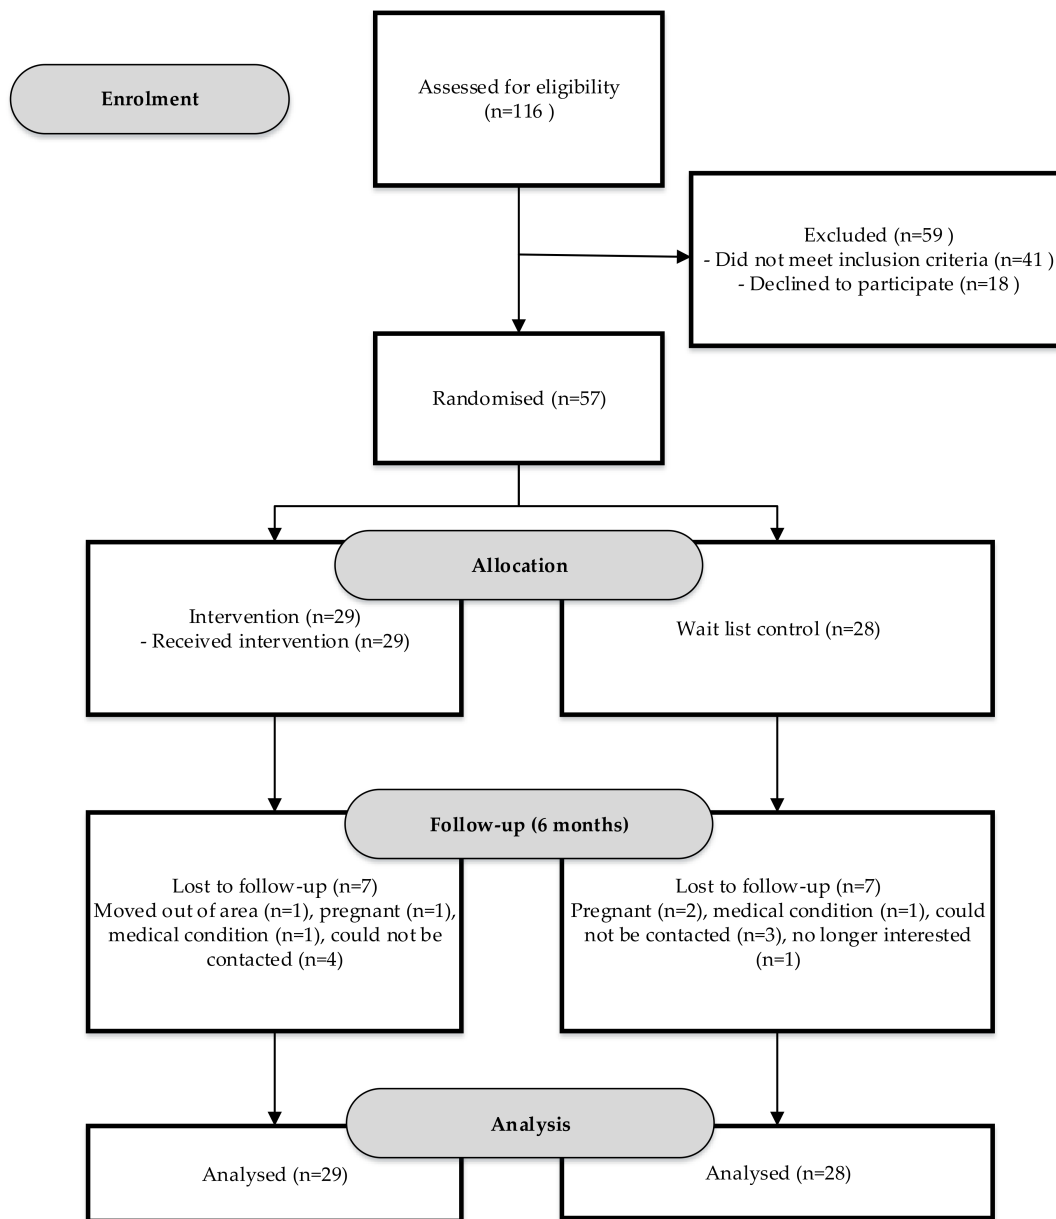 Enrolment
Assessed for eligibility
(n=116 )
Excluded (n=59 )
- Did not meet inclusion criteria (n=41 )
- Declined to participate (n=18 )
Randomised (n=57)
Allocation
Intervention (n=29)
- Received intervention (n=29)
Wait list control (n=28)
Follow-up (6 months)
Lost to follow-up (n=7)
Moved out of area (n=1), pregnant (n=1),
medical condition (n=1), could not be
contacted (n=4)
Lost to follow-up (n=7)
Pregnant (n=2), medical condition (n=1), could
not be contacted (n=3), no longer interested
(n=1)
Analysis
Analysed (n=29)
Analysed (n=28)